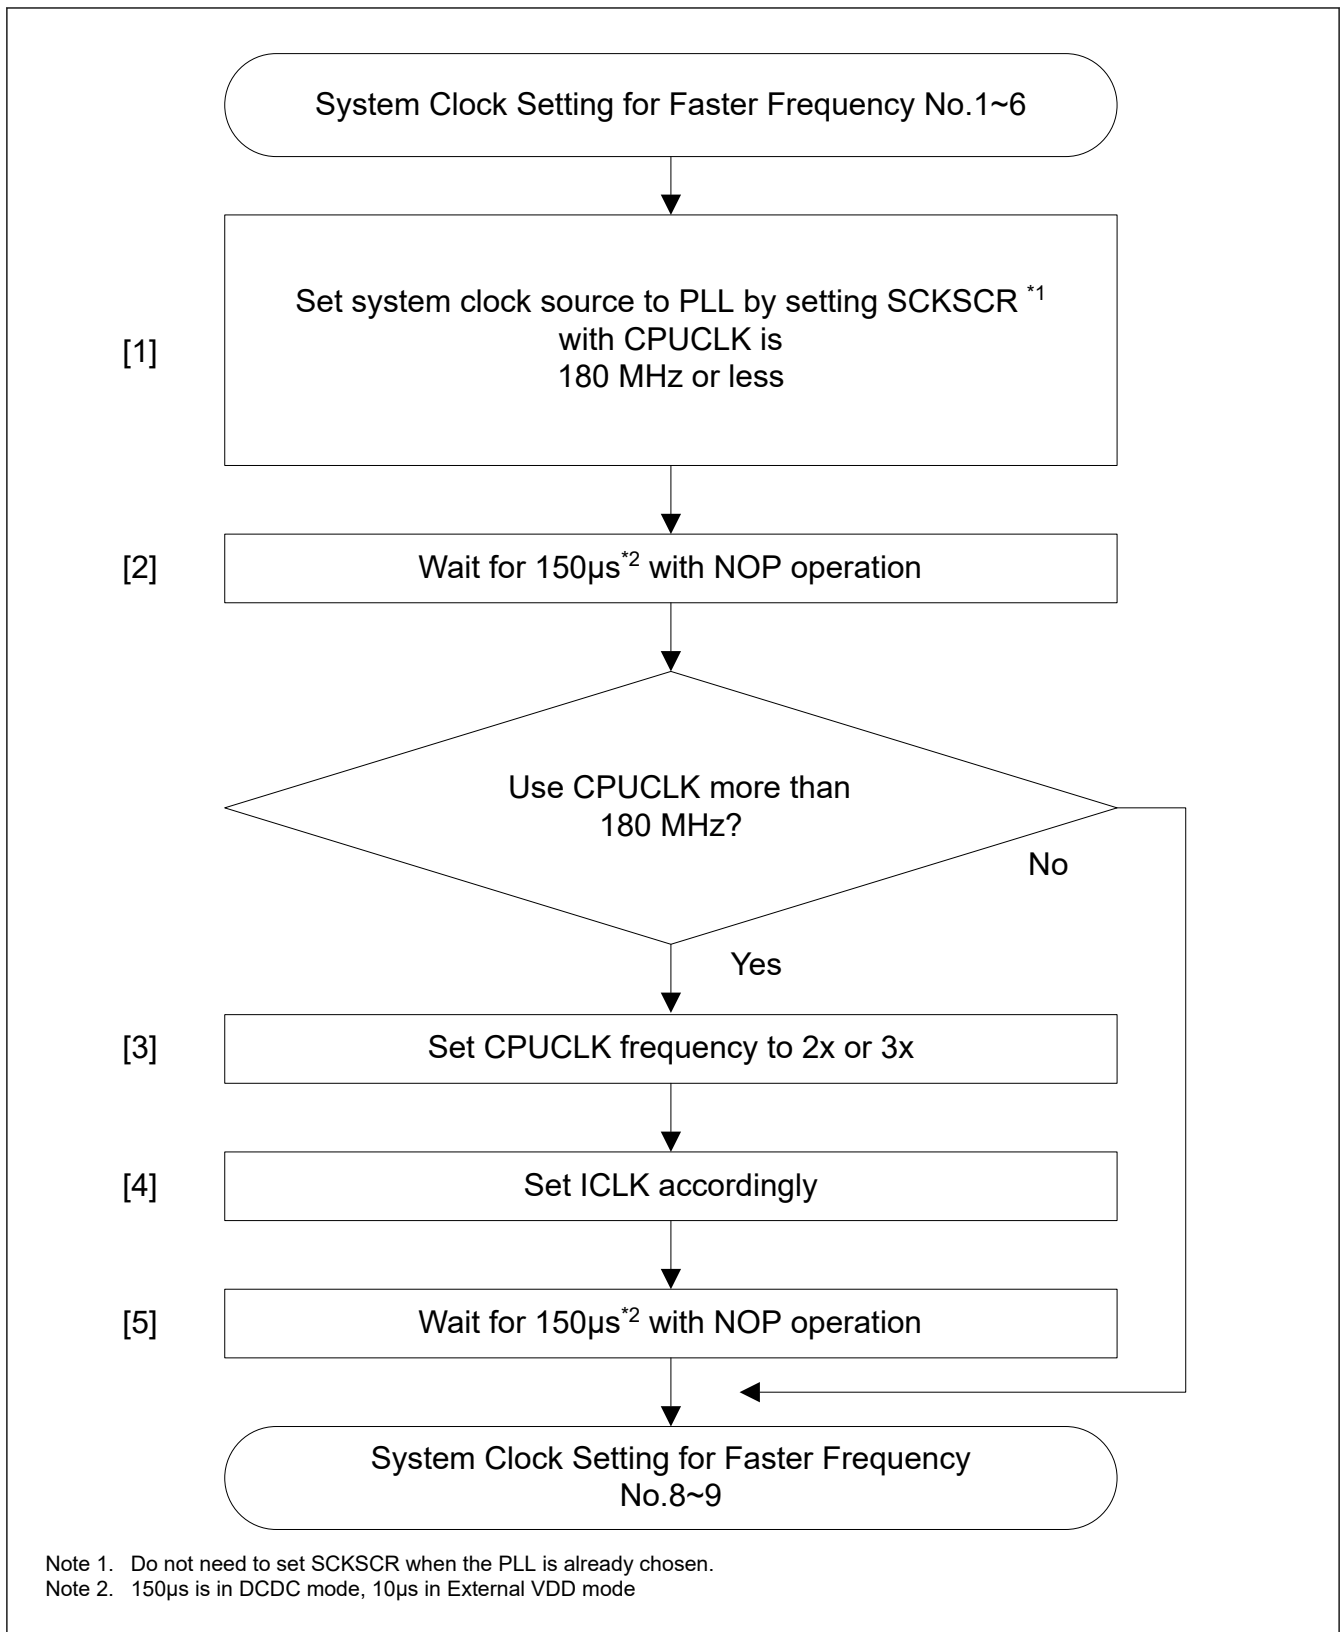 System Clock Setting for Faster Frequency No.1~6
[1]
Set system clock source to PLL by setting SCKSCR *1
with CPUCLK is
180 MHz or less
[2]
Wait for 150µs*2 with NOP operation
Use CPUCLK more than
180 MHz?
No
Yes
[3]
Set CPUCLK frequency to 2x or 3x
[4]
Set ICLK accordingly
[5]
Wait for 150µs*2 with NOP operation
System Clock Setting for Faster Frequency
No.8~9
Note 1. Do not need to set SCKSCR when the PLL is already chosen.
Note 2. 150µs is in DCDC mode, 10µs in External VDD mode